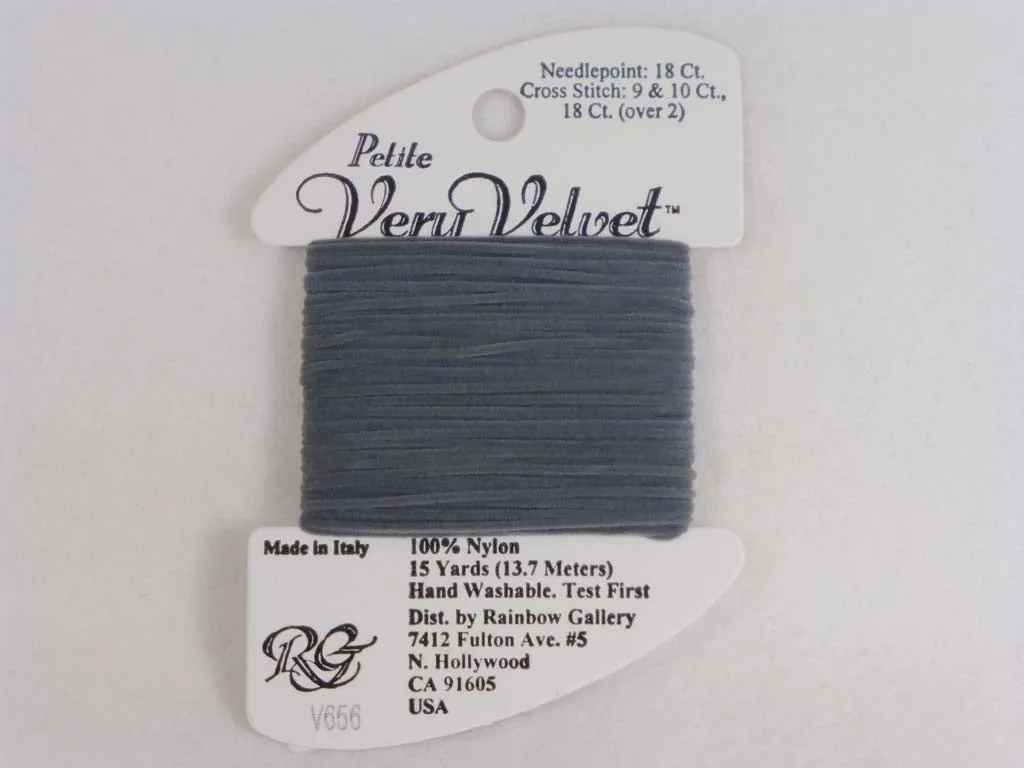 Needlepoint: 18 Ct.
Cross Stitch: 9 & 10 Ct.,
18 Ct. (over 2)
Petite
Very Velvet™
Made in Italy
100% Nylon
15 Yards (13.7 Meters)
Hand Washable. Test First
Dist. by Rainbow Gallery
7412 Fulton Ave. #5
N. Hollywood
CA 91605
USA
RG
V656